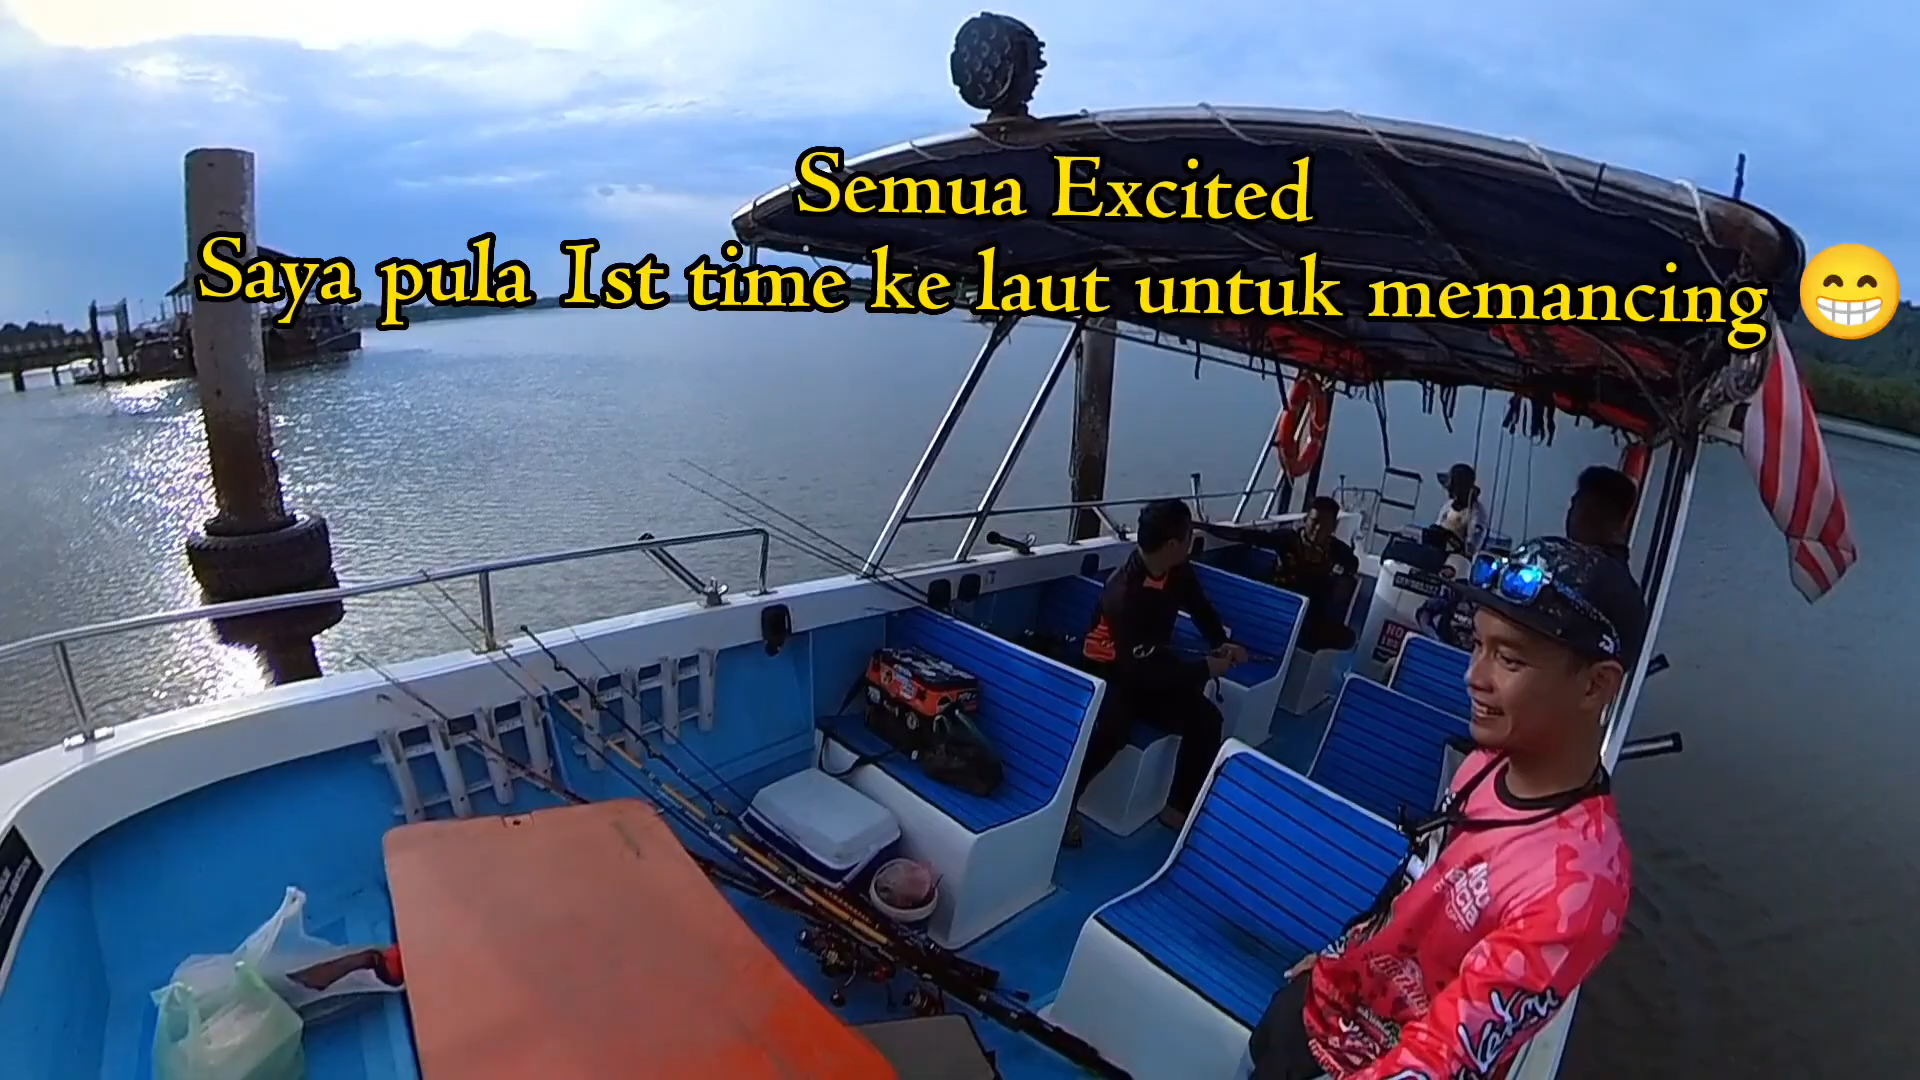 Semua Excited
Saya pula 1st time ke laut untuk memancing 😁